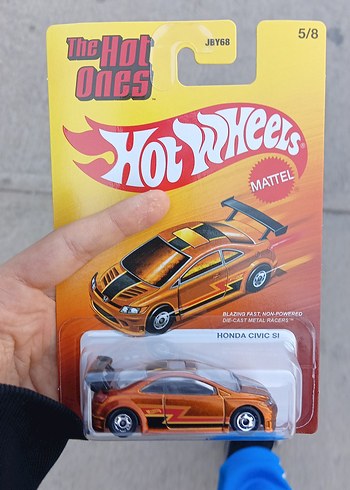 The Hot
Ones
JBY68
5/8
Hot Wheels
MATTEL
BLAZING FAST, NON-POWERED
DIE-CAST METAL RACERS™
HONDA CIVIC SI